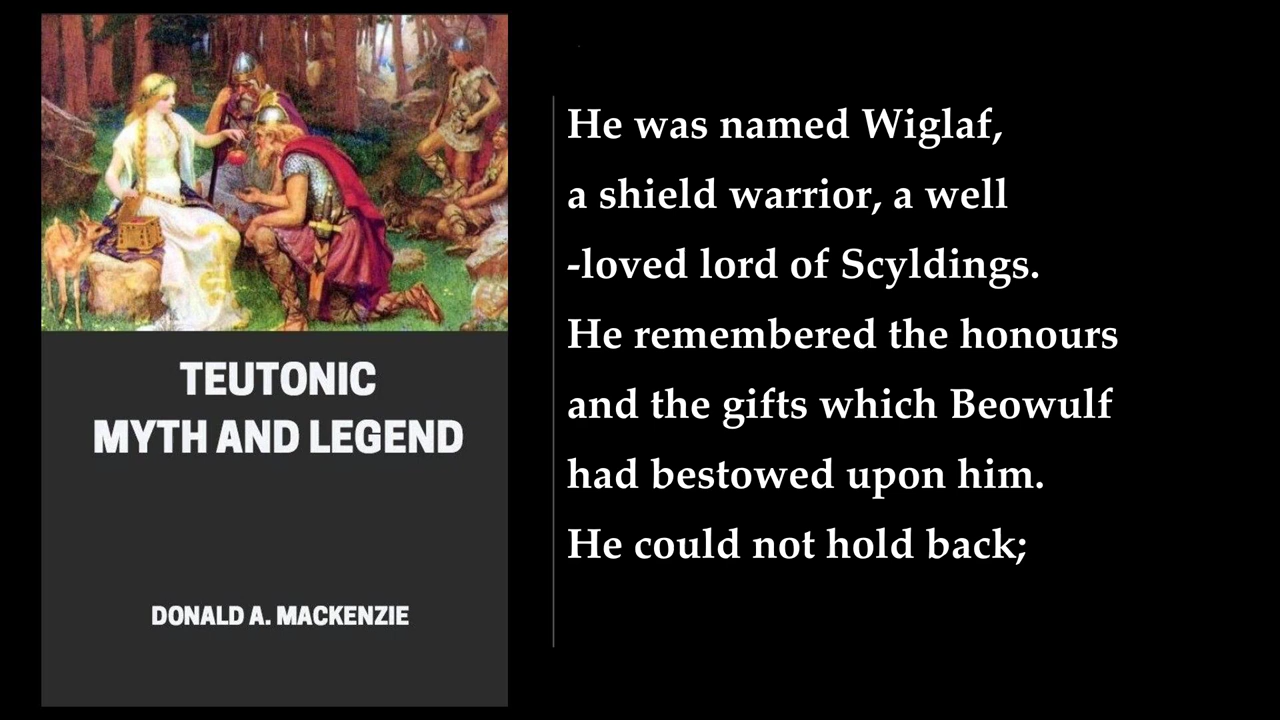 TEUTONIC
MYTH AND LEGEND
DONALD A. MACKENZIE
He was named Wiglaf,
a shield warrior, a well
-loved lord of Scyldings.
He remembered the honours
and the gifts which Beowulf
had bestowed upon him.
He could not hold back;